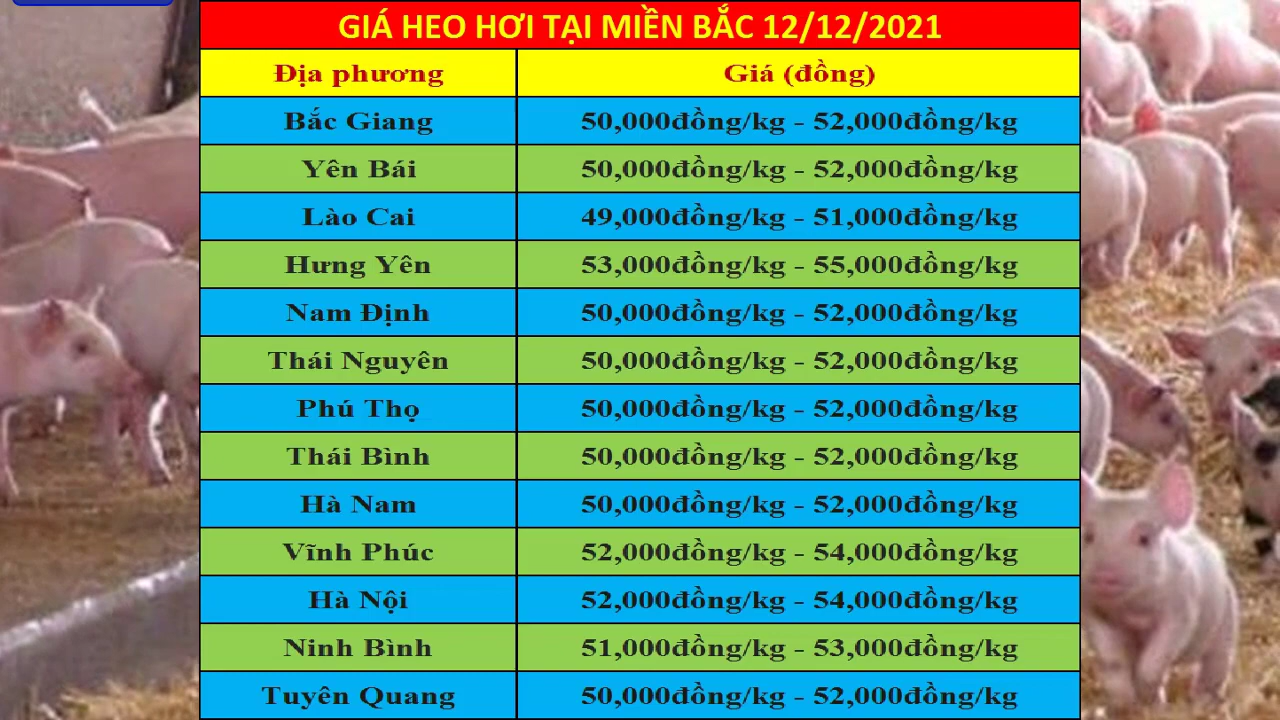 GIÁ HEO HƠI TẠI MIỀN BẮC 12/12/2021
Địa phương Giá (đồng)
Bắc Giang 50,000đồng/kg - 52,000đồng/kg
Yên Bái 50,000đồng/kg - 52,000đồng/kg
Lào Cai 49,000đồng/kg - 51,000đồng/kg
Hưng Yên 53,000đồng/kg - 55,000đồng/kg
Nam Định 50,000đồng/kg - 52,000đồng/kg
Thái Nguyên 50,000đồng/kg - 52,000đồng/kg
Phú Thọ 50,000đồng/kg - 52,000đồng/kg
Thái Bình 50,000đồng/kg - 52,000đồng/kg
Hà Nam 50,000đồng/kg - 52,000đồng/kg
Vĩnh Phúc 52,000đồng/kg - 54,000đồng/kg
Hà Nội 52,000đồng/kg - 54,000đồng/kg
Ninh Bình 51,000đồng/kg - 53,000đồng/kg
Tuyên Quang 50,000đồng/kg - 52,000đồng/kg